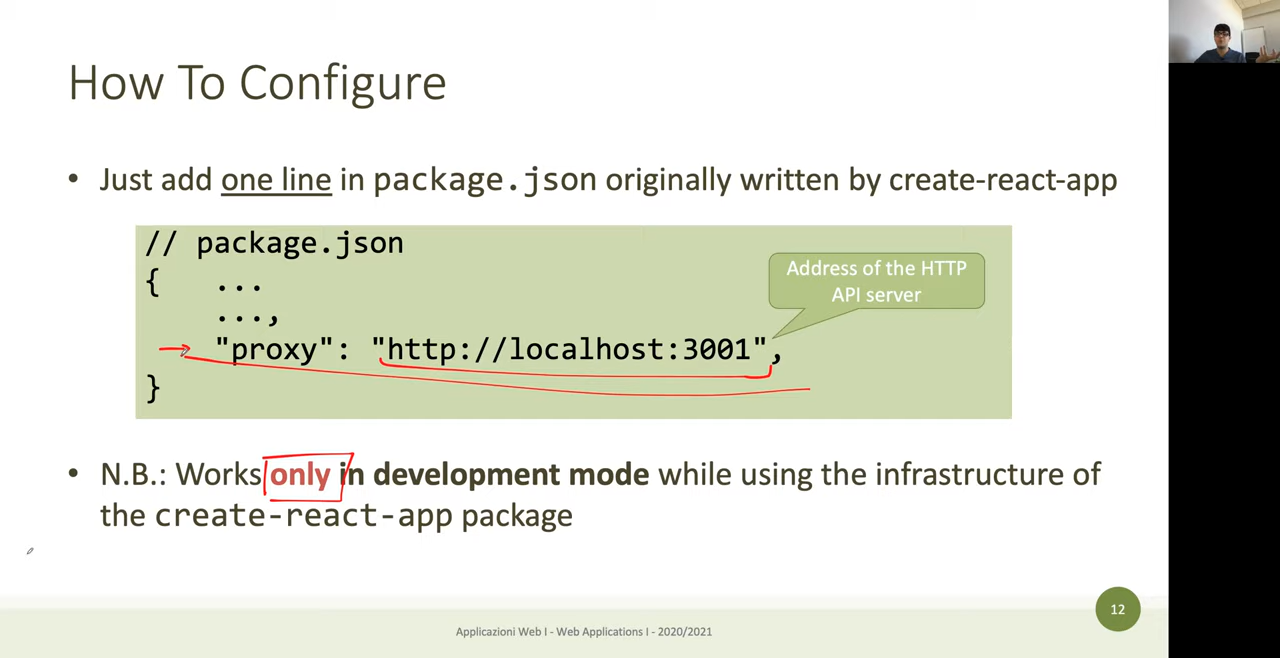 How To Configure
• Just add one line in package.json originally written by create-react-app
// package.json
{ ...
...,
"proxy": "http://localhost:3001",
}
Address of the HTTP
API server
• N.B.: Works only in development mode while using the infrastructure of
the create-react-app package
12
Applicazioni Web I - Web Applications I - 2020/2021